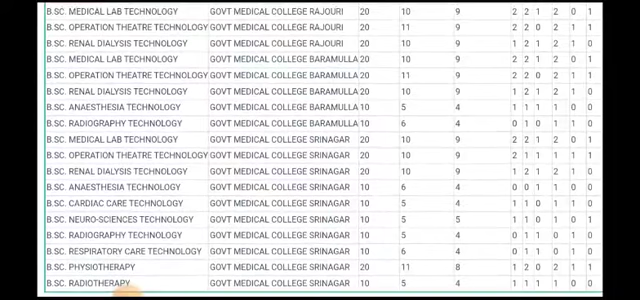 B.SC. MEDICAL LAB TECHNOLOGY GOVT MEDICAL COLLEGE RAJOURI 20 10 9 2 2 1 2 0 1
B.SC. OPERATION THEATRE TECHNOLOGY GOVT MEDICAL COLLEGE RAJOURI 20 11 9 2 2 0 2 1 1
B.SC. RENAL DIALYSIS TECHNOLOGY GOVT MEDICAL COLLEGE RAJOURI 20 10 9 1 2 1 2 1 0
B.SC. MEDICAL LAB TECHNOLOGY GOVT MEDICAL COLLEGE BARAMULLA 20 10 9 2 2 1 2 0 1
B.SC. OPERATION THEATRE TECHNOLOGY GOVT MEDICAL COLLEGE BARAMULLA 20 11 9 2 2 0 2 1 1
B.SC. RENAL DIALYSIS TECHNOLOGY GOVT MEDICAL COLLEGE BARAMULLA 20 10 9 1 2 1 2 1 0
B.SC. ANAESTHESIA TECHNOLOGY GOVT MEDICAL COLLEGE BARAMULLA 10 5 4 1 1 1 1 0 0
B.SC. RADIOGRAPHY TECHNOLOGY GOVT MEDICAL COLLEGE BARAMULLA 10 6 4 0 1 0 1 1 0
B.SC. MEDICAL LAB TECHNOLOGY GOVT MEDICAL COLLEGE SRINAGAR 20 10 9 2 2 1 2 0 1
B.SC. OPERATION THEATRE TECHNOLOGY GOVT MEDICAL COLLEGE SRINAGAR 20 10 9 2 1 1 1 1 1
B.SC. RENAL DIALYSIS TECHNOLOGY GOVT MEDICAL COLLEGE SRINAGAR 20 10 9 1 2 1 2 1 0
B.SC. ANAESTHESIA TECHNOLOGY GOVT MEDICAL COLLEGE SRINAGAR 10 6 4 0 0 1 1 0 0
B.SC. CARDIAC CARE TECHNOLOGY GOVT MEDICAL COLLEGE SRINAGAR 10 5 4 1 1 0 1 1 0
B.SC. NEURO-SCIENCES TECHNOLOGY GOVT MEDICAL COLLEGE SRINAGAR 10 5 5 1 1 0 1 0 1
B.SC. RADIOGRAPHY TECHNOLOGY GOVT MEDICAL COLLEGE SRINAGAR 10 5 4 0 1 1 0 1 0
B.SC. RESPIRATORY CARE TECHNOLOGY GOVT MEDICAL COLLEGE SRINAGAR 10 6 4 0 1 1 0 1 0
B.SC. PHYSIOTHERAPY GOVT MEDICAL COLLEGE SRINAGAR 20 11 8 1 2 0 2 1 1
B.SC. RADIOTHERAPY GOVT MEDICAL COLLEGE SRINAGAR 10 5 4 1 1 1 1 0 0